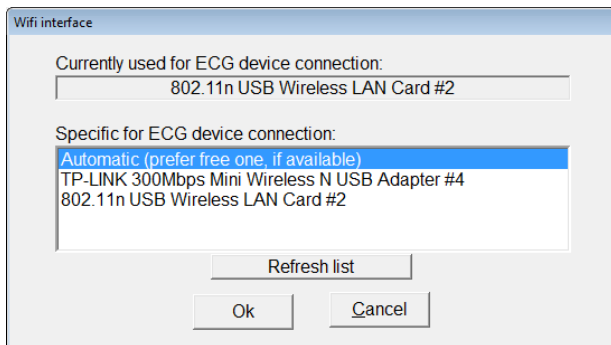 Wifi interface
Currently used for ECG device connection:
802.11n USB Wireless LAN Card #2
Specific for ECG device connection:
Automatic (prefer free one, if available)
TP-LINK 300Mbps Mini Wireless N USB Adapter #4
802.11n USB Wireless LAN Card #2
Refresh list
Ok Cancel